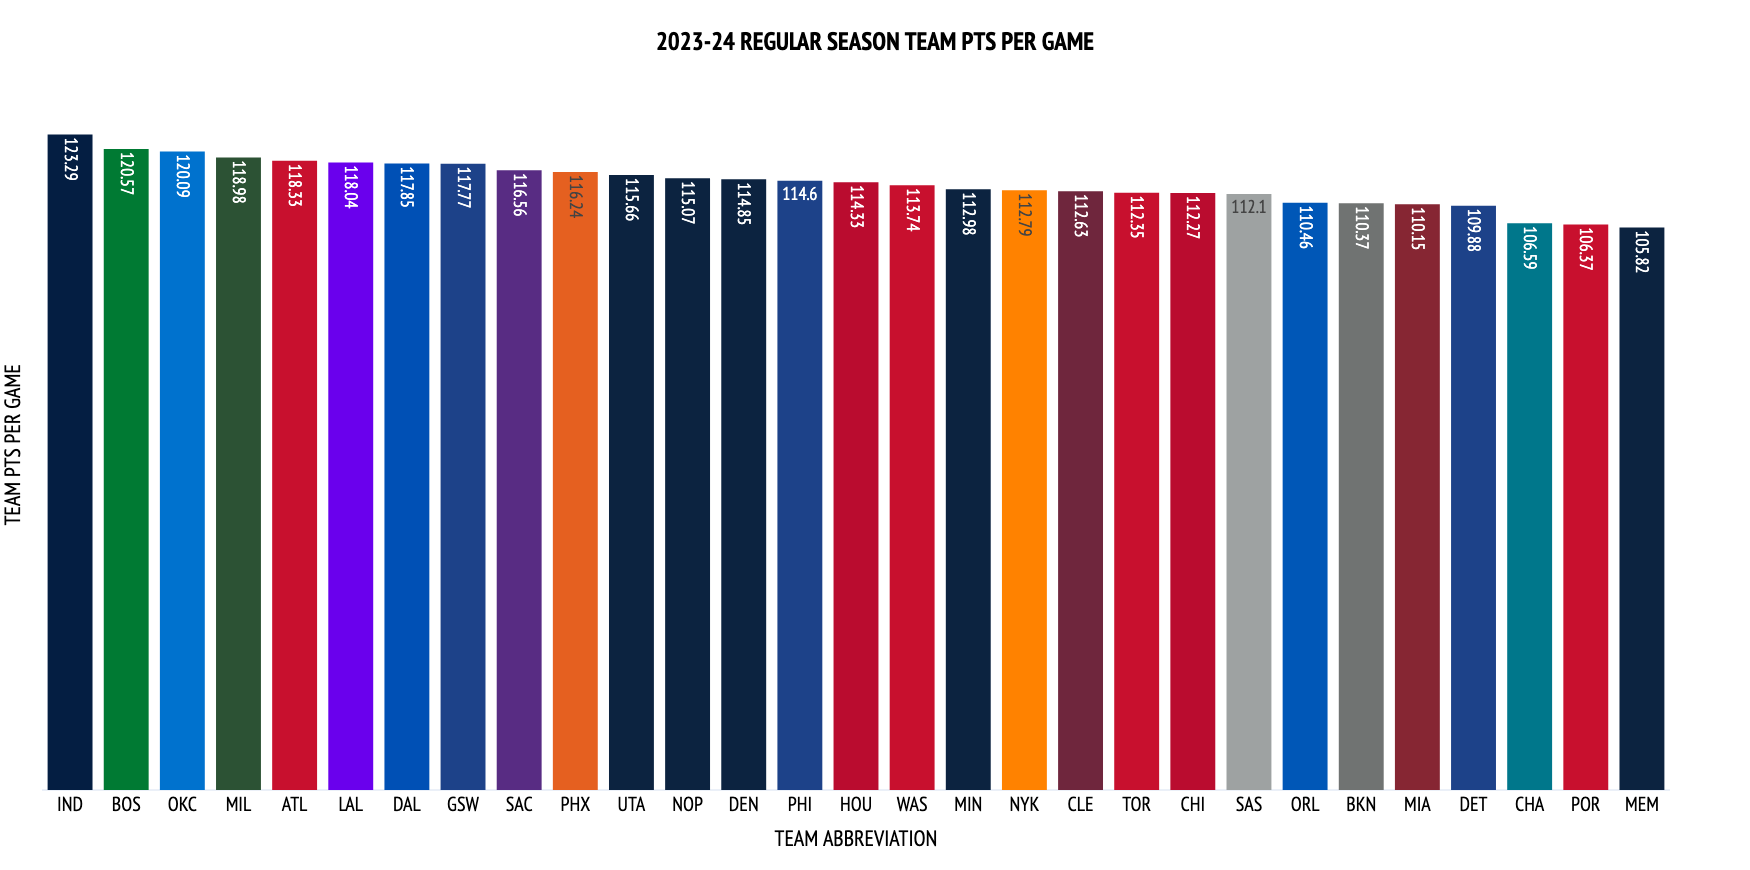 2023-24 REGULAR SEASON TEAM PTS PER GAME
TEAM PTS PER GAME
123.29 120.57 120.09 118.98 118.33 118.04 117.85 117.77 116.56 116.24 115.66 115.07 114.85 114.6 114.33 113.74 112.98 112.79 112.63 112.35 112.27 112.1 110.46 110.37 110.15 109.88 106.59 106.37 105.82
IND BOS OKC MIL ATL LAL DAL GSW SAC PHX UTA NOP DEN PHI HOU WAS MIN NYK CLE TOR CHI SAS ORL BKN MIA DET CHA POR MEM
TEAM ABBREVIATION